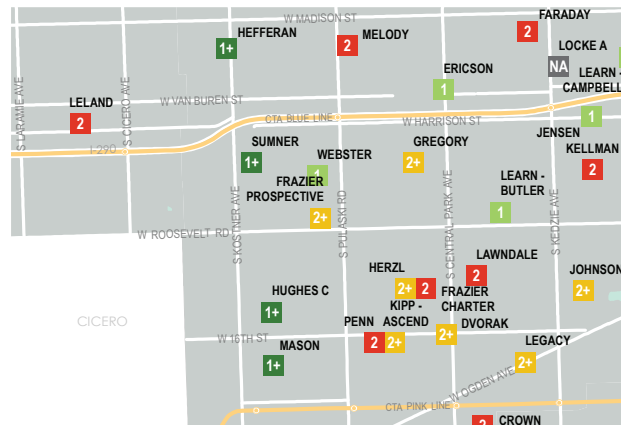 W MADISON ST
FARADAY
2
HEFFERAN
1+
MELODY
2
LOCKE A
NA
ERICSON
1
LEARN -
CAMPBELL
1
S LARAMIE AVE
S CICERO AVE
W VAN BUREN ST
LELAND
2
CTA BLUE LINE
W HARRISON ST
I-290
JENSEN
KELLMAN
2
SUMNER
1+
WEBSTER
1
GREGORY
2+
FRAZIER
PROSPECTIVE
2+
LEARN -
BUTLER
1
S KOSTNER AVE
S PULASKI RD
S CENTRAL PARK AVE
S KEDZIE AVE
W ROOSEVELT RD
HERZL
2+
2
LAWNDALE
2
FRAZIER
CHARTER
JOHNSON
2+
HUGHES C
1+
KIPP -
ASCEND
2+
PENN
2
DVORAK
2+
CICERO
W 16TH ST
MASON
1+
LEGACY
2+
W OGDEN AVE
CTA PINK LINE
2
CROWN